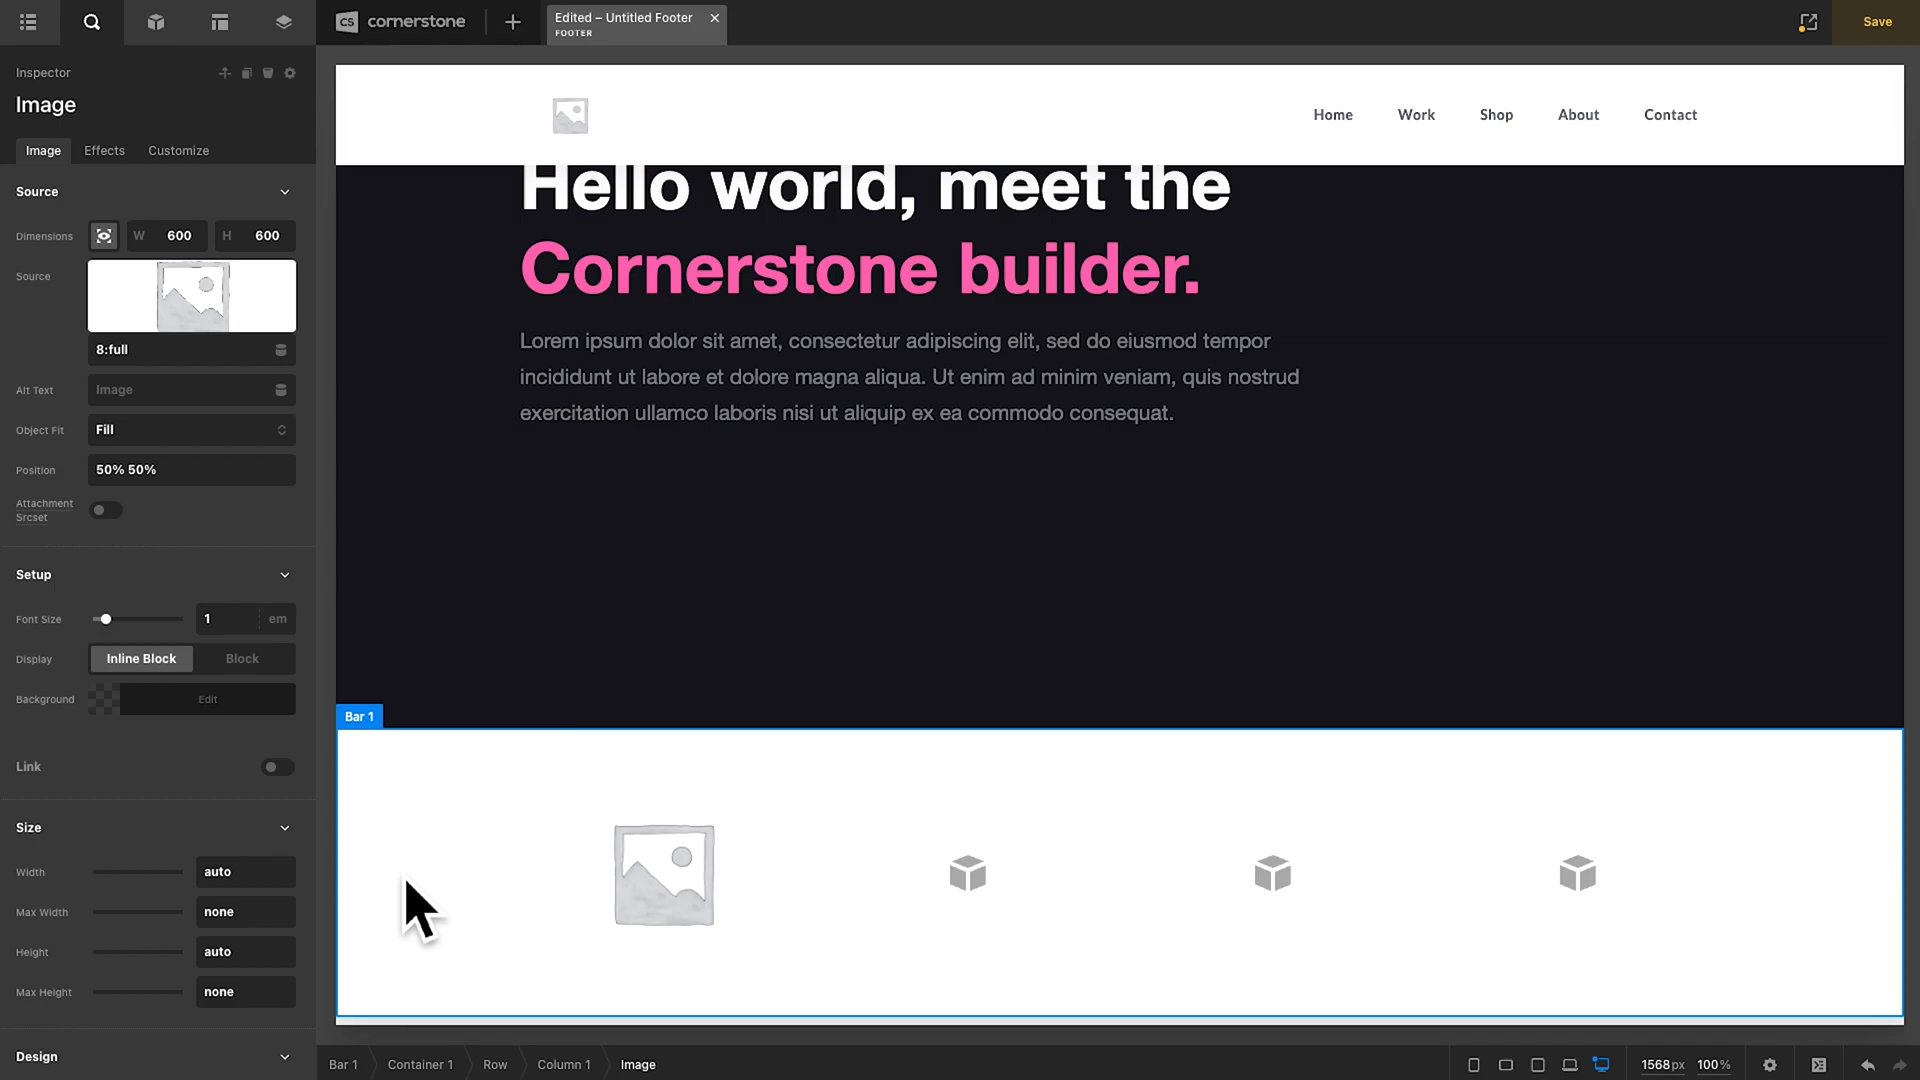 CS cornerstone
Edited – Untitled Footer
FOOTER
Save
Inspector
Image
Image Effects Customize
Source
Dimensions W 600 H 600
Source
8:full
Alt Text Image
Object Fit Fill
Position 50% 50%
Attachment
Srcset
Setup
Font Size 1 em
Display Inline Block Block
Background Edit
Link
Size
Width auto
Max Width none
Height auto
Max Height none
Design
Home Work Shop About Contact
Hello world, meet the
Cornerstone builder.
Lorem ipsum dolor sit amet, consectetur adipiscing elit, sed do eiusmod tempor
incididunt ut labore et dolore magna aliqua. Ut enim ad minim veniam, quis nostrud
exercitation ullamco laboris nisi ut aliquip ex ea commodo consequat.
Bar 1
Bar 1 Container 1 Row Column 1 Image
1568px 100%